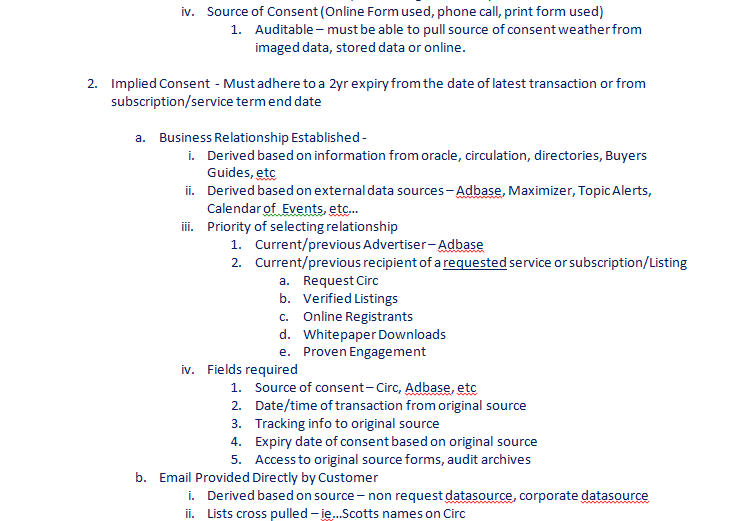 iv. Source of Consent (Online Form used, phone call, print form used)
1. Auditable – must be able to pull source of consent weather from
imaged data, stored data or online.
2. Implied Consent - Must adhere to a 2yr expiry from the date of latest transaction or from
subscription/service term end date
a. Business Relationship Established -
i. Derived based on information from oracle, circulation, directories, Buyers
Guides, etc
ii. Derived based on external data sources – Adbase, Maximizer, Topic Alerts,
Calendar of Events, etc…
iii. Priority of selecting relationship
1. Current/previous Advertiser – Adbase
2. Current/previous recipient of a requested service or subscription/Listing
a. Request Circ
b. Verified Listings
c. Online Registrants
d. Whitepaper Downloads
e. Proven Engagement
iv. Fields required
1. Source of consent – Circ, Adbase, etc
2. Date/time of transaction from original source
3. Tracking info to original source
4. Expiry date of consent based on original source
5. Access to original source forms, audit archives
b. Email Provided Directly by Customer
i. Derived based on source – non request datasource, corporate datasource
ii. Lists cross pulled – ie…Scotts names on Circ